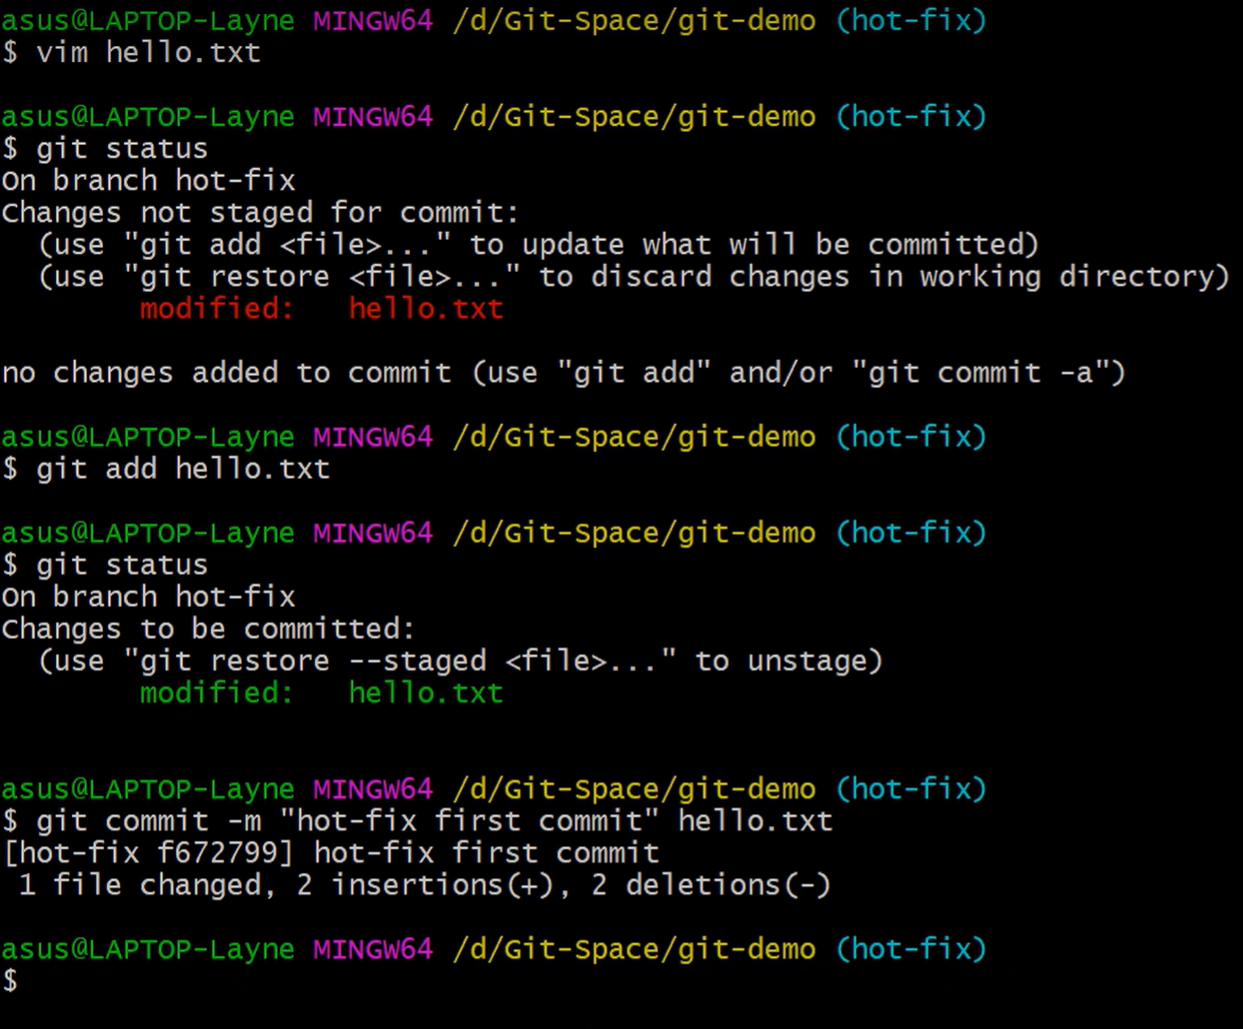 asus@LAPTOP-Layne MINGW64 /d/Git-Space/git-demo (hot-fix)
$ vim hello.txt
asus@LAPTOP-Layne MINGW64 /d/Git-Space/git-demo (hot-fix)
$ git status
On branch hot-fix
Changes not staged for commit:
  (use "git add <file>..." to update what will be committed)
  (use "git restore <file>..." to discard changes in working directory)
        modified:   hello.txt
no changes added to commit (use "git add" and/or "git commit -a")
asus@LAPTOP-Layne MINGW64 /d/Git-Space/git-demo (hot-fix)
$ git add hello.txt
asus@LAPTOP-Layne MINGW64 /d/Git-Space/git-demo (hot-fix)
$ git status
On branch hot-fix
Changes to be committed:
  (use "git restore --staged <file>..." to unstage)
        modified:   hello.txt
asus@LAPTOP-Layne MINGW64 /d/Git-Space/git-demo (hot-fix)
$ git commit -m "hot-fix first commit" hello.txt
[hot-fix f672799] hot-fix first commit
 1 file changed, 2 insertions(+), 2 deletions(-)
asus@LAPTOP-Layne MINGW64 /d/Git-Space/git-demo (hot-fix)
$